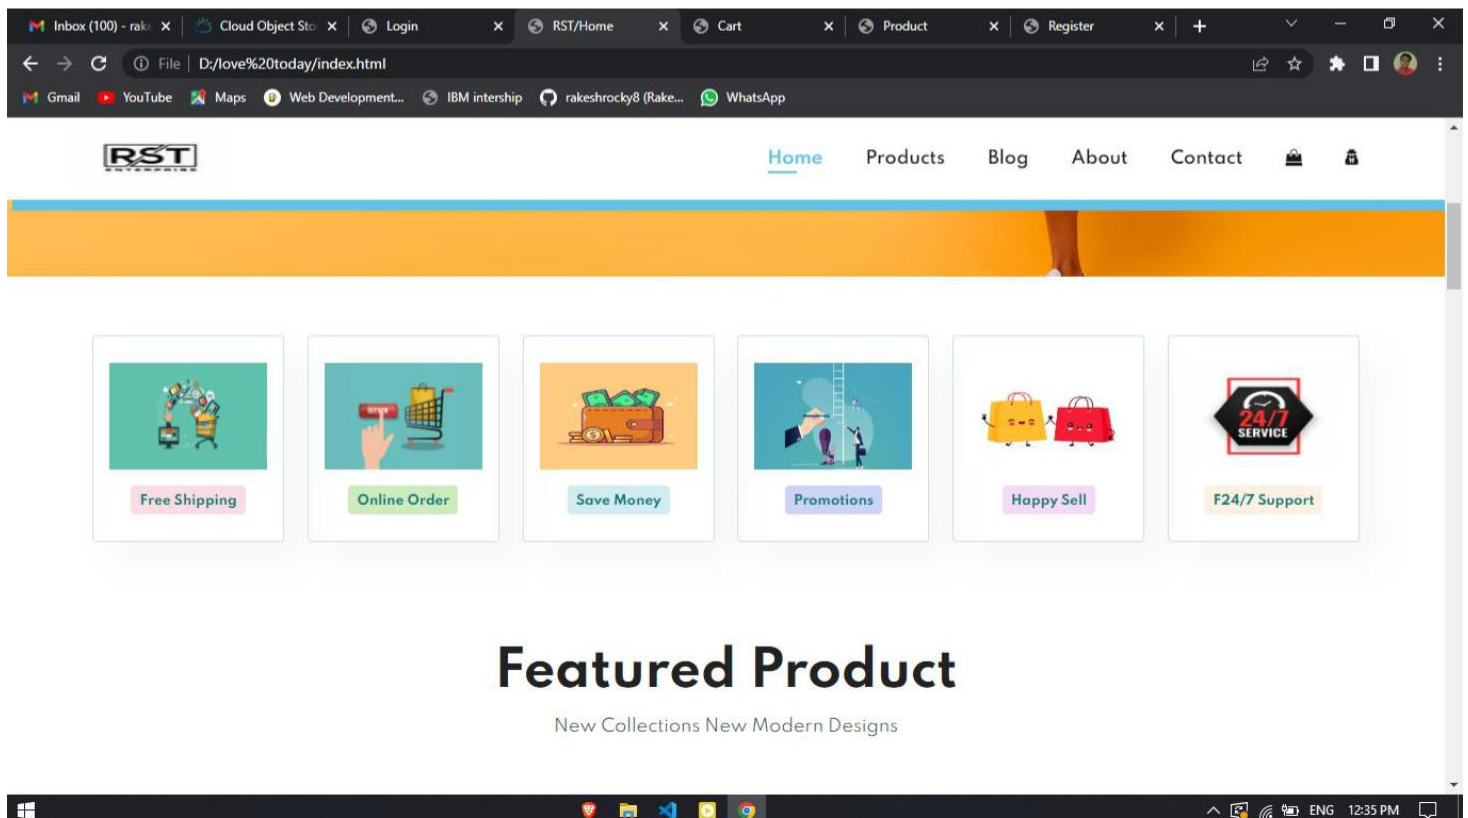 Inbox (100) - rak
Cloud Object Sto
Login
RST/Home
Cart
Product
Register
File
D:/love%20today/index.html
Gmail
YouTube
Maps
Web Development...
IBM intership
rakeshrocky8 (Rake...
WhatsApp
RST
ENTERPRISE
Home
Products
Blog
About
Contact
24/7
SERVICE
Free Shipping
Online Order
Save Money
Promotions
Happy Sell
F24/7 Support
Featured Product
New Collections New Modern Designs
ENG
12:35 PM